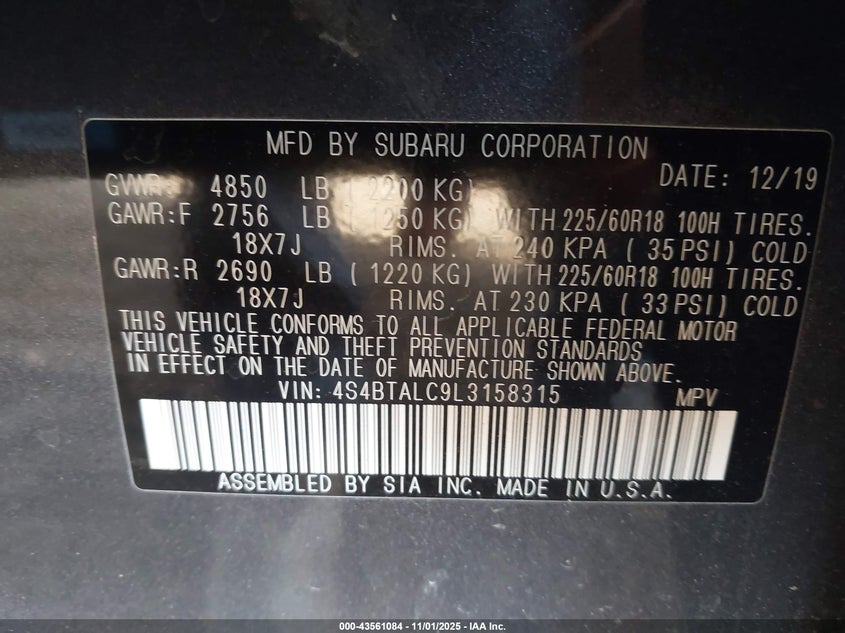 MFD BY SUBARU CORPORATION
DATE: 12/19
GVWR: 4850 LB ( 2200 KG)
GAWR:F 2756 LB ( 1250 KG) WITH 225/60R18 100H TIRES.
18X7J RIMS. AT 240 KPA ( 35 PSI) COLD
GAWR:R 2690 LB ( 1220 KG) WITH 225/60R18 100H TIRES.
18X7J RIMS. AT 230 KPA ( 33 PSI) COLD
THIS VEHICLE CONFORMS TO ALL APPLICABLE FEDERAL MOTOR
VEHICLE SAFETY AND THEFT PREVENTION STANDARDS
IN EFFECT ON THE DATE OF MANUFACTURE SHOWN ABOVE.
VIN: 4S4BTALC9L3158315 MPV
ASSEMBLED BY SIA INC. MADE IN U.S.A.
000-43561084 - 11/01/2025 - IAA Inc.